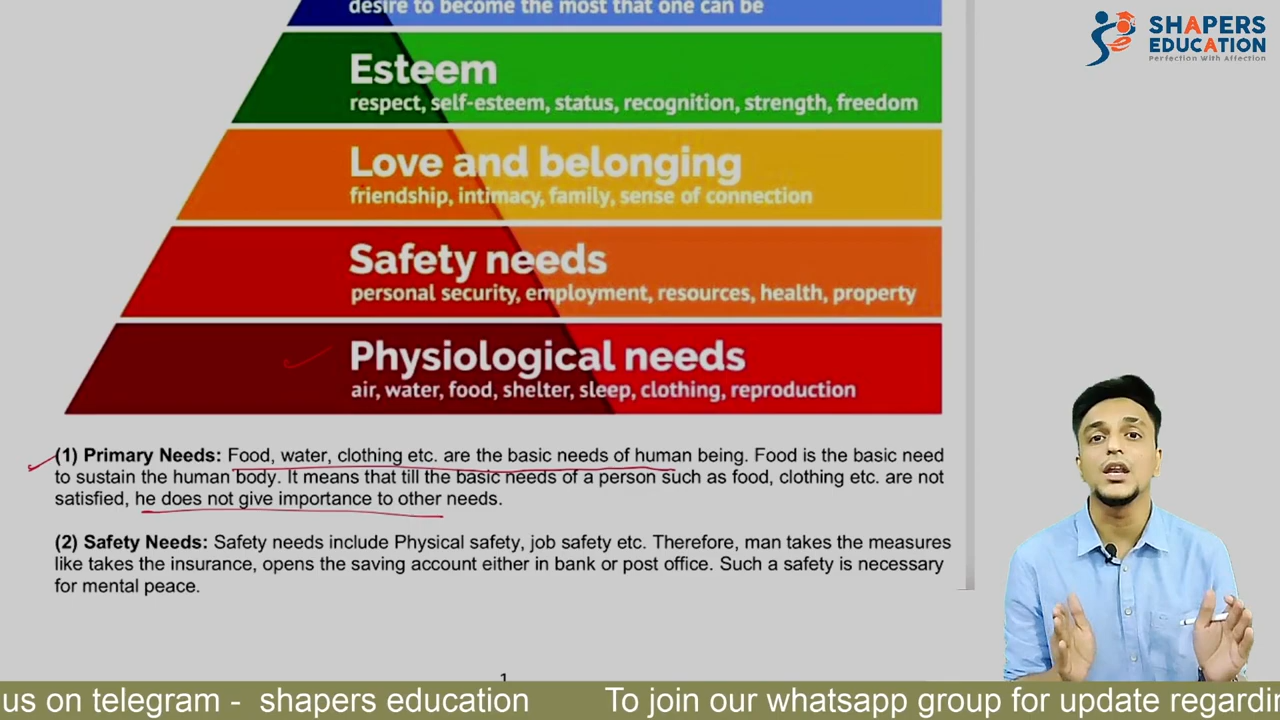 desire to become the most that one can be
SHAPERS
EDUCATION
Perfection With Affection
Esteem
respect, self-esteem, status, recognition, strength, freedom
Love and belonging
friendship, intimacy, family, sense of connection
Safety needs
personal security, employment, resources, health, property
Physiological needs
air, water, food, shelter, sleep, clothing, reproduction
(1) Primary Needs: Food, water, clothing etc. are the basic needs of human being. Food is the basic need
to sustain the human body. It means that till the basic needs of a person such as food, clothing etc. are not
satisfied, he does not give importance to other needs.
(2) Safety Needs: Safety needs include Physical safety, job safety etc. Therefore, man takes the measures
like takes the insurance, opens the saving account either in bank or post office. Such a safety is necessary
for mental peace.
us on telegram - shapers education To join our whatsapp group for update regardin